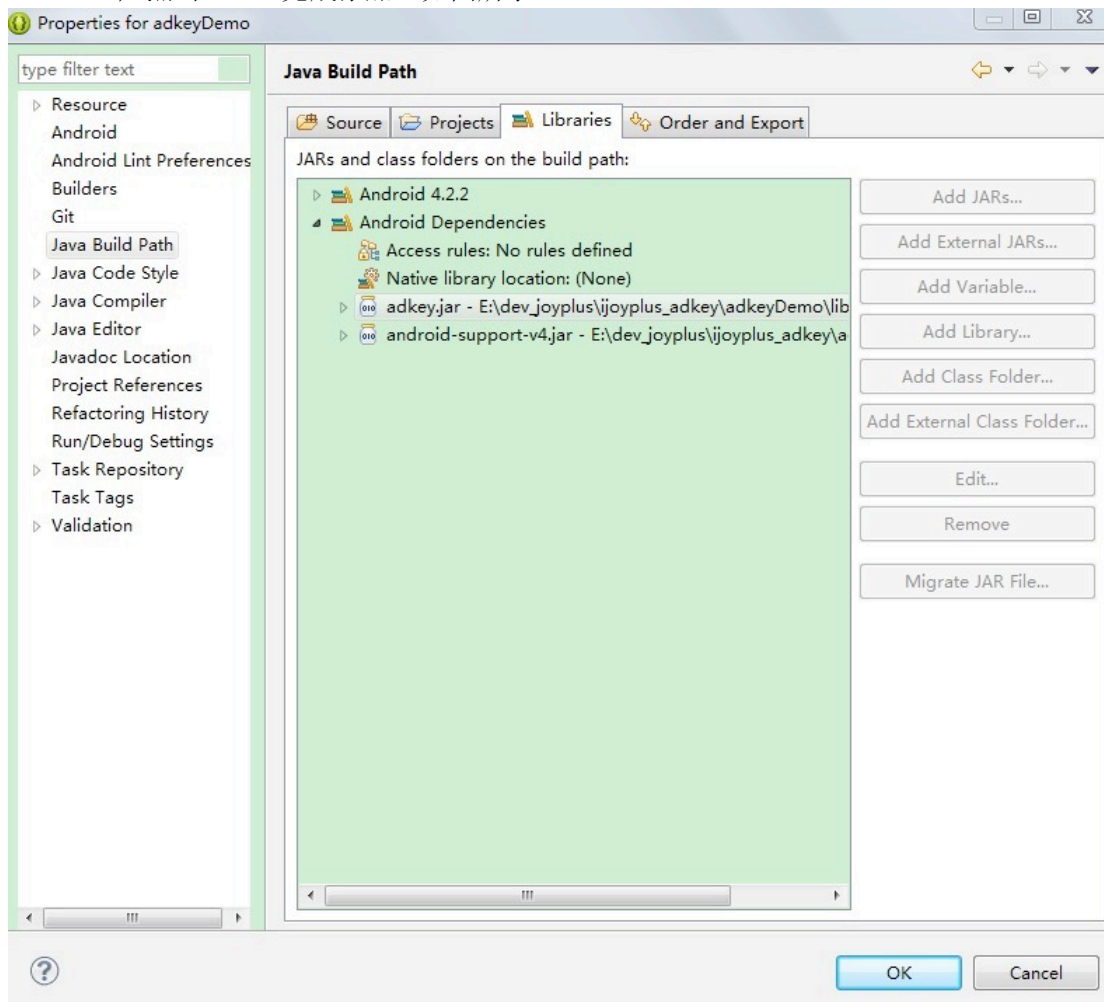 Properties for adkeyDemo
type filter text
Resource
Android
Android Lint Preferences
Builders
Git
Java Build Path
Java Code Style
Java Compiler
Java Editor
Javadoc Location
Project References
Refactoring History
Run/Debug Settings
Task Repository
Task Tags
Validation
Java Build Path
Source Projects Libraries Order and Export
JARs and class folders on the build path:
Android 4.2.2
Android Dependencies
Access rules: No rules defined
Native library location: (None)
adkey.jar - E:\dev_joyplus\ijoyplus_adkey\adkeyDemo\lib
android-support-v4.jar - E:\dev_joyplus\ijoyplus_adkey\a
Add JARs...
Add External JARs...
Add Variable...
Add Library...
Add Class Folder...
Add External Class Folder...
Edit...
Remove
Migrate JAR File...
OK
Cancel